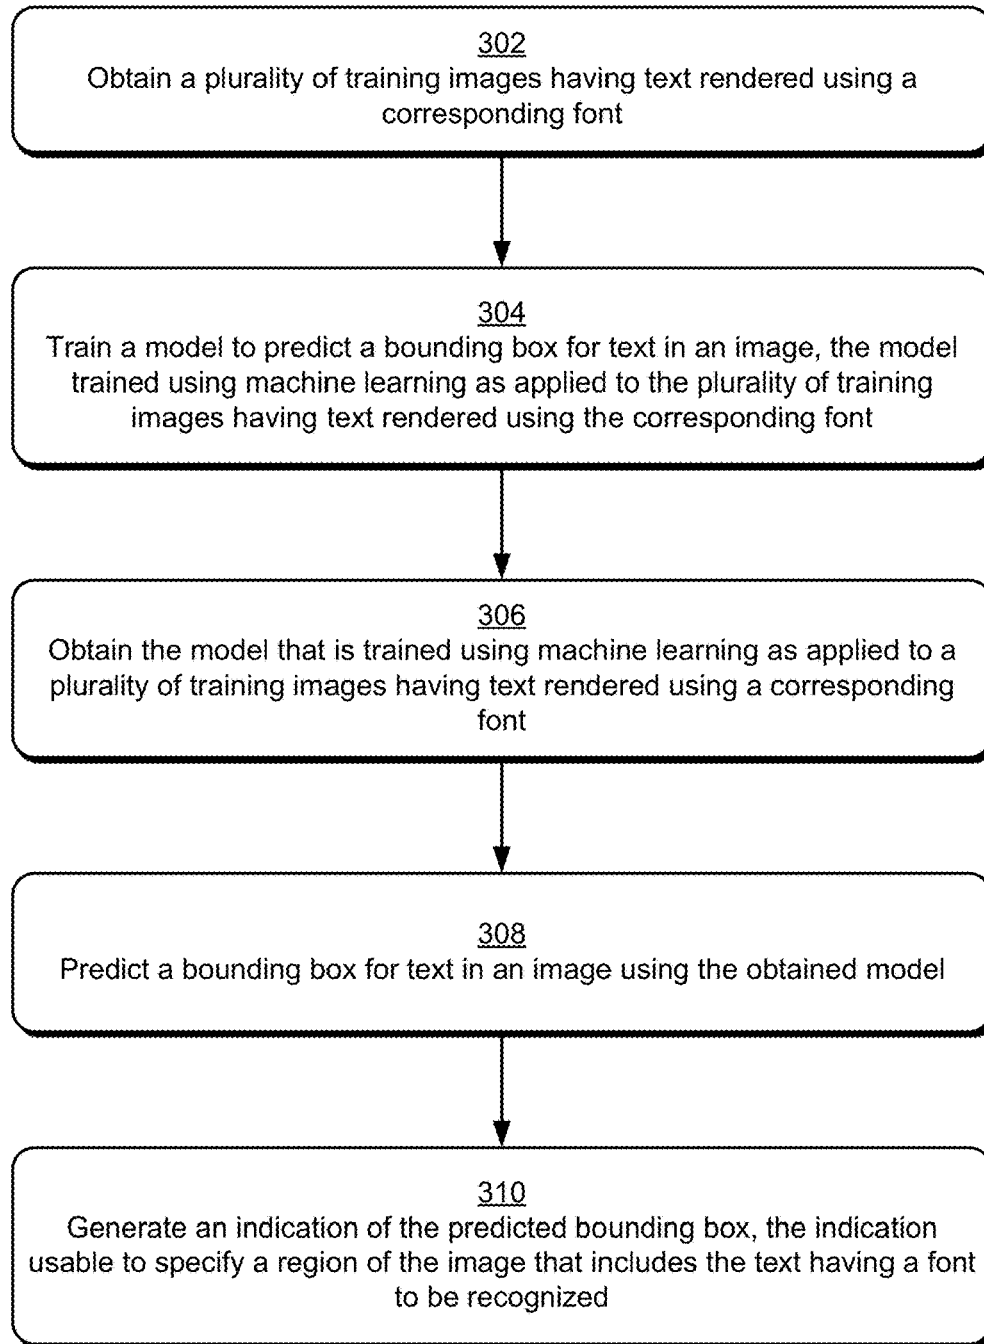 302
Obtain a plurality of training images having text rendered using a
corresponding font
304
Train a model to predict a bounding box for text in an image, the model
trained using machine learning as applied to the plurality of training
images having text rendered using the corresponding font
306
Obtain the model that is trained using machine learning as applied to a
plurality of training images having text rendered using a corresponding
font
308
Predict a bounding box for text in an image using the obtained model
310
Generate an indication of the predicted bounding box, the indication
usable to specify a region of the image that includes the text having a font
to be recognized